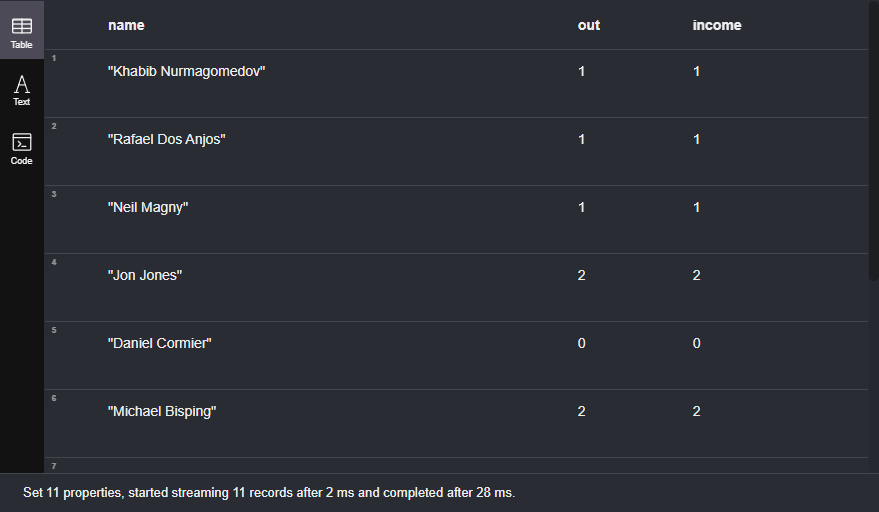 name out income
Table
1
"Khabib Nurmagomedov" 1 1
Text
2
"Rafael Dos Anjos" 1 1
Code
3
"Neil Magny" 1 1
4
"Jon Jones" 2 2
5
"Daniel Cormier" 0 0
6
"Michael Bisping" 2 2
7
Set 11 properties, started streaming 11 records after 2 ms and completed after 28 ms.